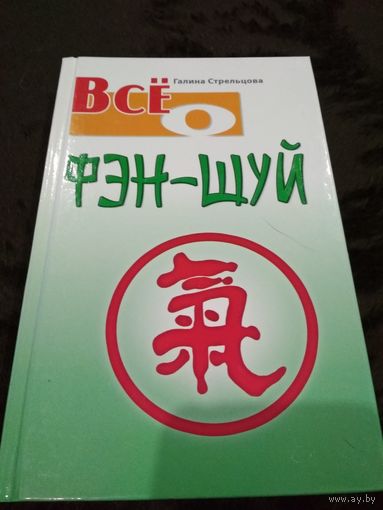 Галина Стрельцова
ВСЁ
О
ФЭН-ШУЙ
氣
www.ay.by